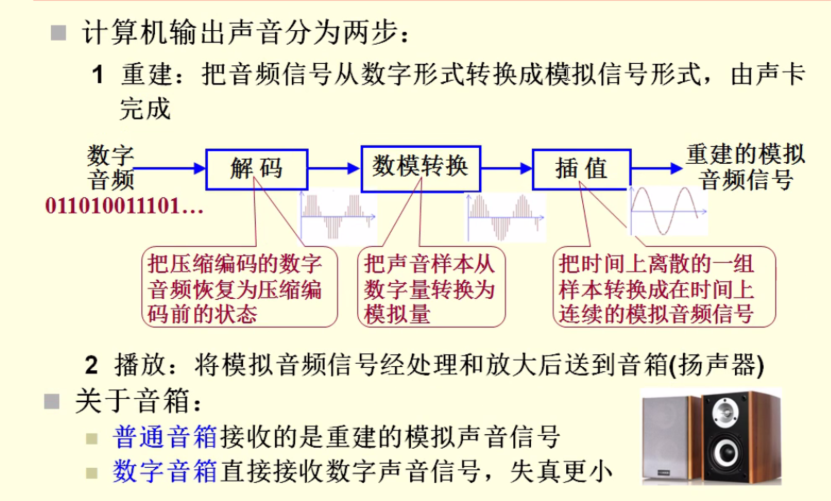 计算机输出声音分为两步：
1 重建：把音频信号从数字形式转换成模拟信号形式，由声卡
完成
数字
音频
011010011101…
解码
数模转换
插值
重建的模拟
音频信号
把压缩编码的数字
音频恢复为压缩编
码前的状态
把声音样本从
数字量转换为
模拟量
把时间上离散的一组
样本转换成在时间上
连续的模拟音频信号
2 播放：将模拟音频信号经处理和放大后送到音箱(扬声器)
关于音箱：
普通音箱接收的是重建的模拟声音信号
数字音箱直接接收数字声音信号，失真更小